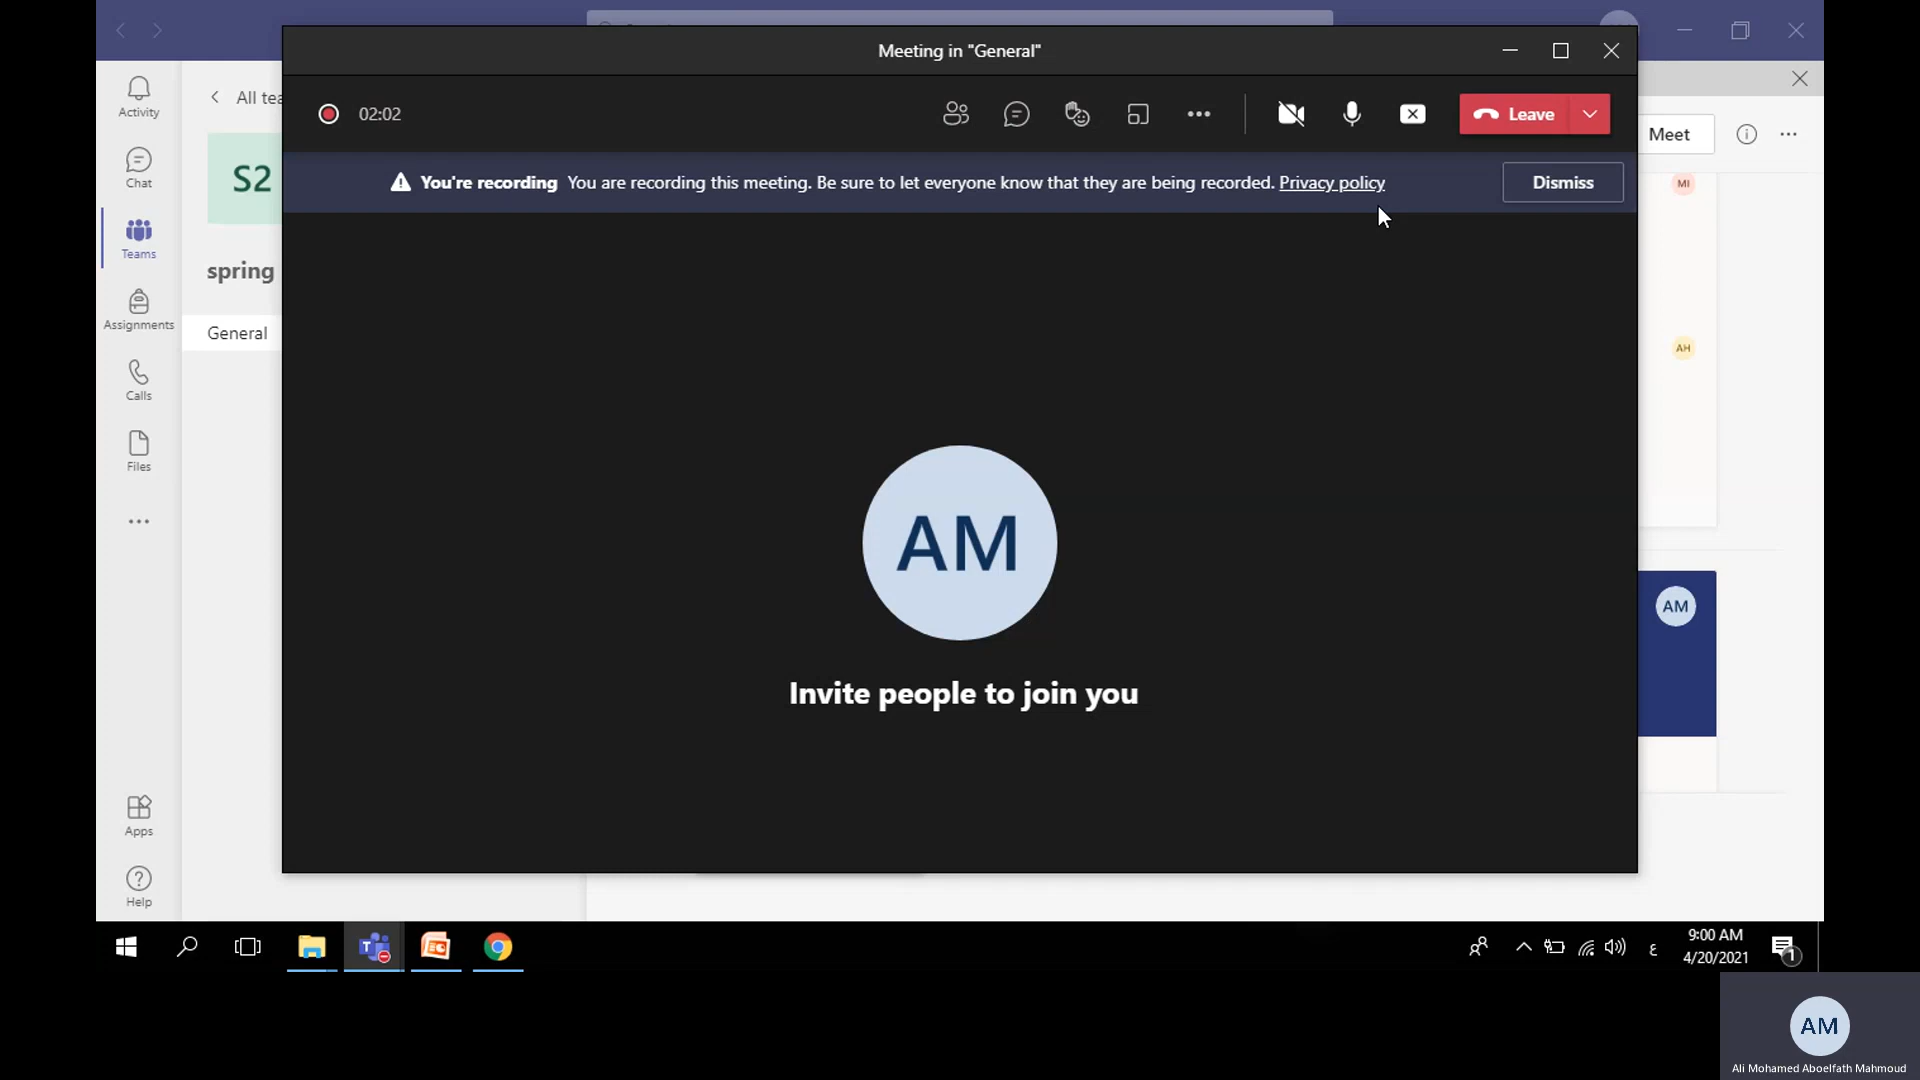 Meeting in "General"
02:02
Leave
You're recording You are recording this meeting. Be sure to let everyone know that they are being recorded. Privacy policy
Dismiss
Activity
Chat
Teams
Assignments
Calls
Files
Apps
Help
All tea
S2
spring
General
Meet
MI
AH
AM
AM
Invite people to join you
ع
9:00 AM
4/20/2021
1
AM
Ali Mohamed Aboelfath Mahmoud